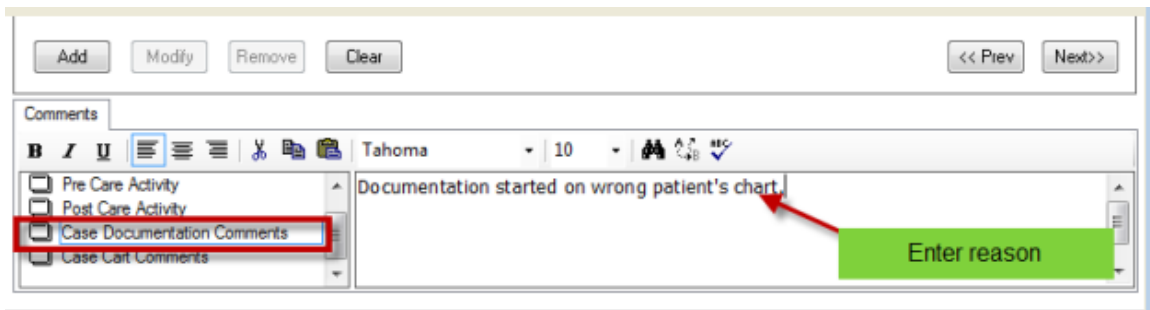 Add Modify Remove Clear << Prev Next>>
Comments
B I U Tahoma 10
Pre Care Activity
Post Care Activity
Case Documentation Comments
Case Cart Comments
Documentation started on wrong patient's chart.
Enter reason